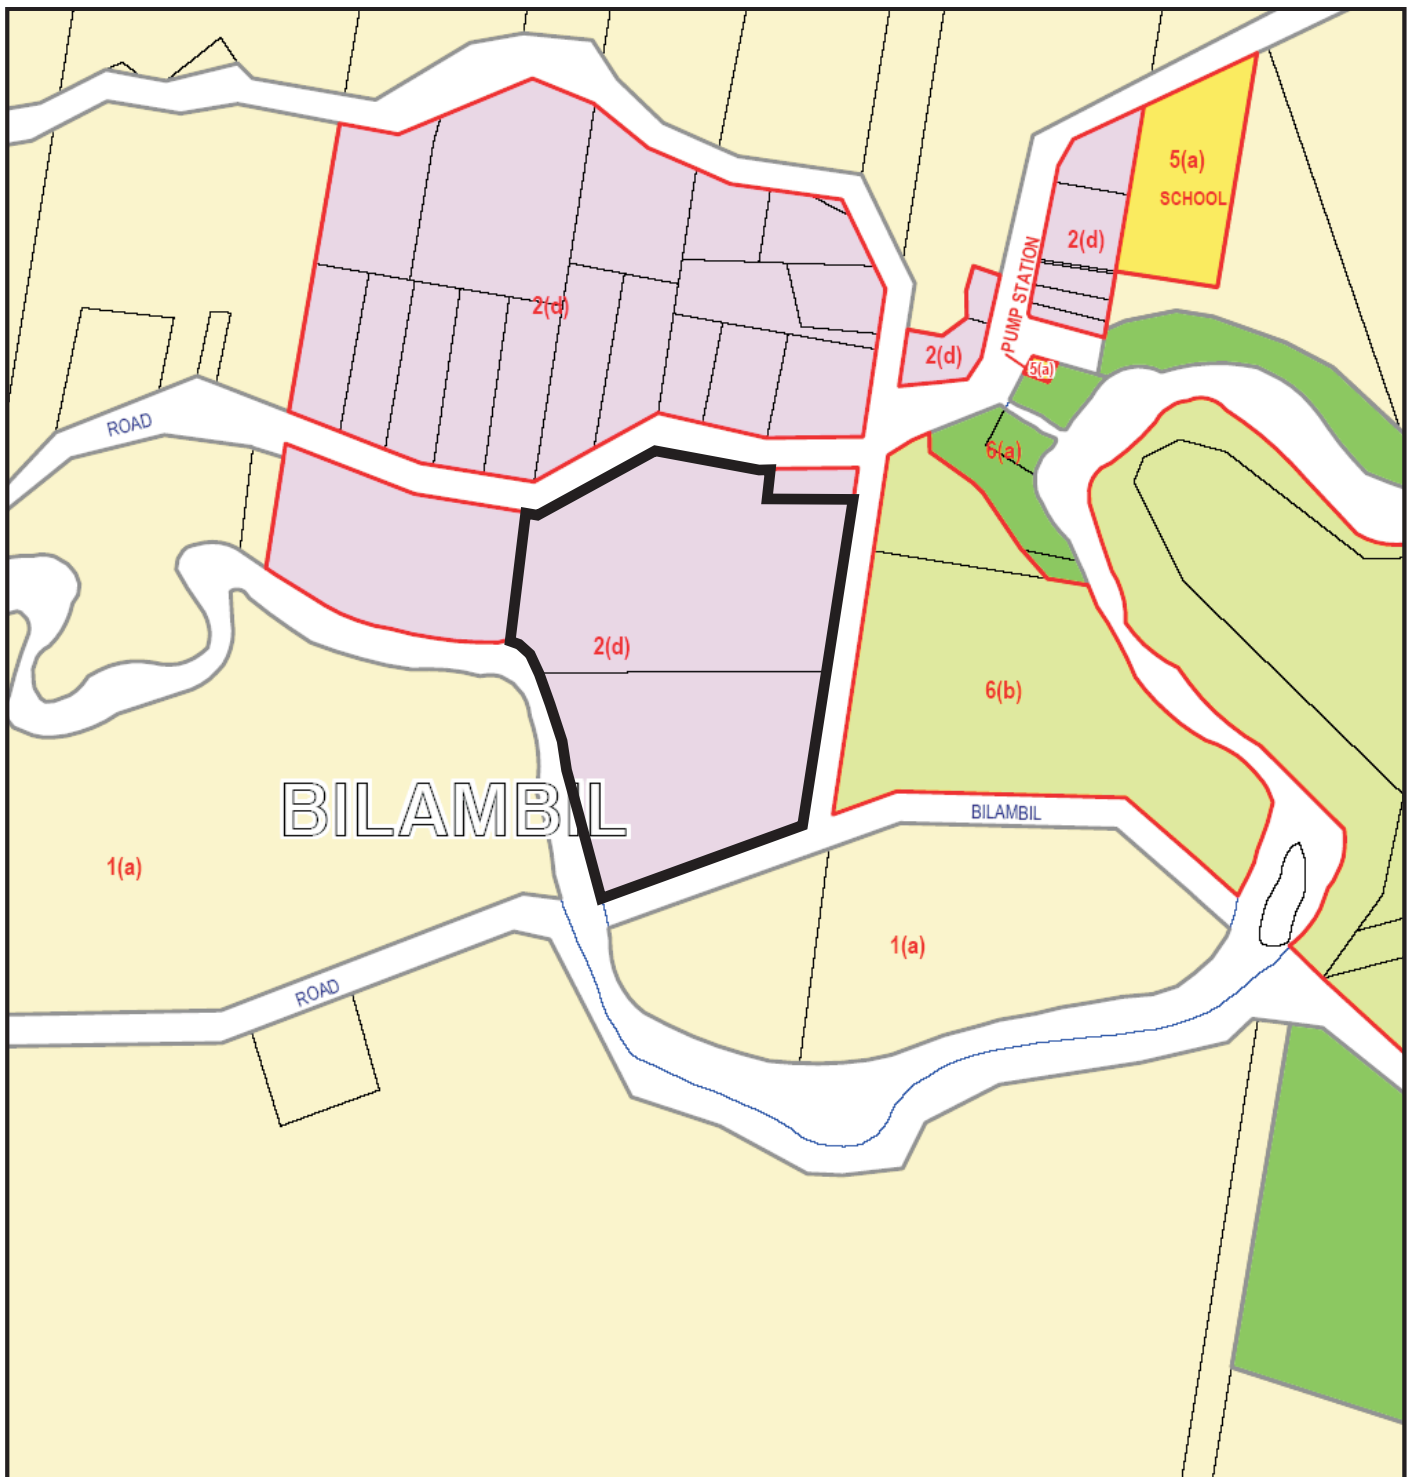 5(a)
SCHOOL
2(d)
PUMP STATION
2(d)
2(d)
5(a)
ROAD
6(a)
2(d)
6(b)
BILAMBIL
BILAMBIL
1(a)
1(a)
ROAD